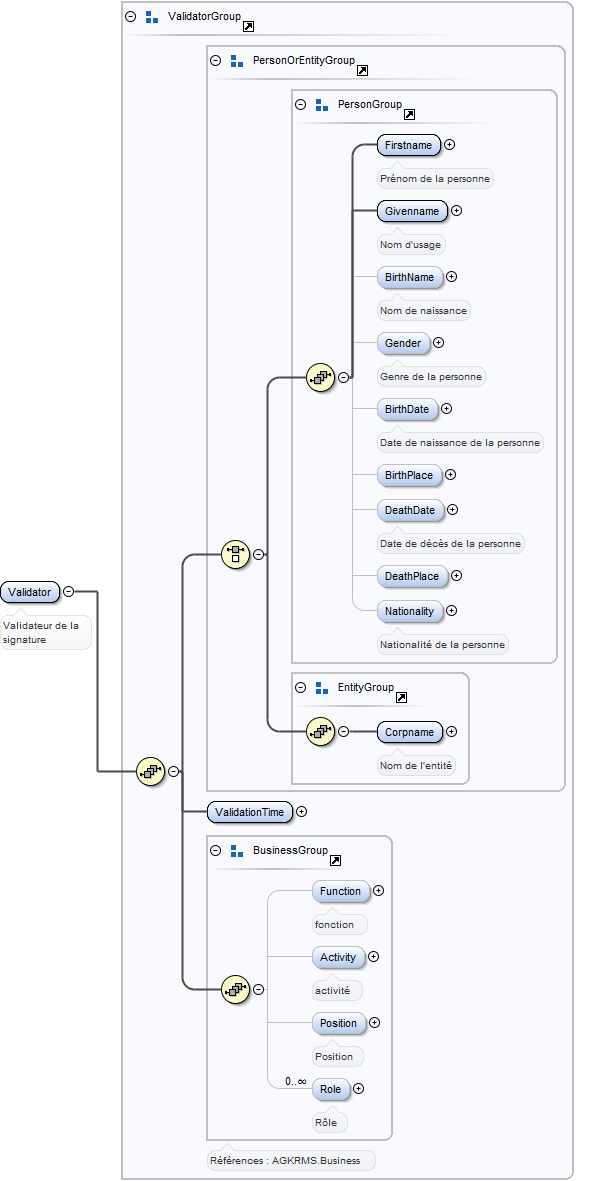 ValidatorGroup
PersonOrEntityGroup
PersonGroup
Firstname
Prénom de la personne
Givenname
Nom d'usage
BirthName
Nom de naissance
Gender
Genre de la personne
BirthDate
Date de naissance de la personne
BirthPlace
DeathDate
Date de décès de la personne
DeathPlace
Nationality
Nationalité de la personne
Validator
Validateur de la
signature
EntityGroup
Corpname
Nom de l'entité
ValidationTime
BusinessGroup
Function
fonction
Activity
activité
Position
Position
0..∞
Role
Rôle
Références : AGKRMS.Business